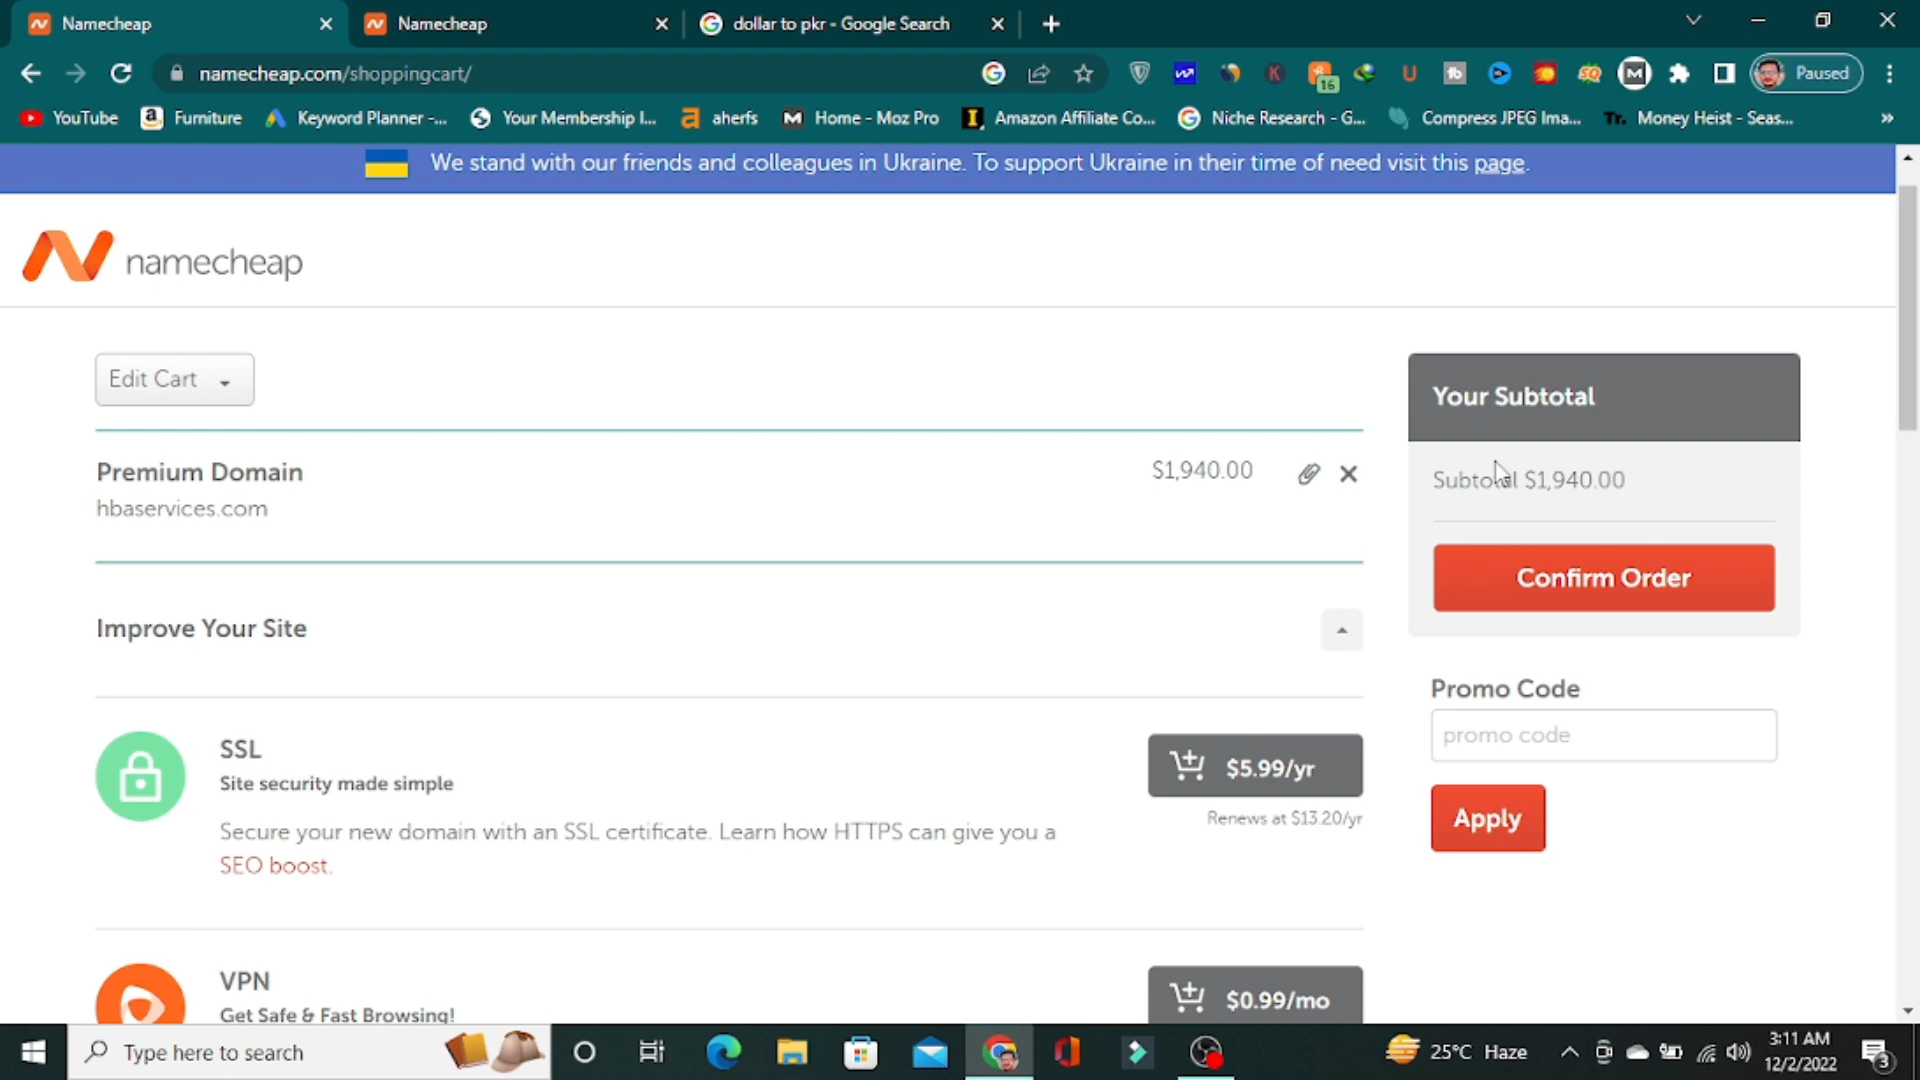 Namecheap
Namecheap
dollar to pkr - Google Search
namecheap.com/shoppingcart/
16
Paused
YouTube
Furniture
Keyword Planner -...
Your Membership I...
aherfs
Home - Moz Pro
Amazon Affiliate Co...
Niche Research - G...
Compress JPEG Ima...
Tr. Money Heist - Seas...
We stand with our friends and colleagues in Ukraine. To support Ukraine in their time of need visit this page.
namecheap
Edit Cart
Your Subtotal
Premium Domain
$1,940.00
hbaservices.com
Subtotal $1,940.00
Confirm Order
Improve Your Site
Promo Code
promo code
Apply
SSL
Site security made simple
Secure your new domain with an SSL certificate. Learn how HTTPS can give you a
SEO boost.
$5.99/yr
Renews at $13.20/yr
VPN
Get Safe & Fast Browsing!
$0.99/mo
Type here to search
25°C Haze
3:11 AM
12/2/2022
3